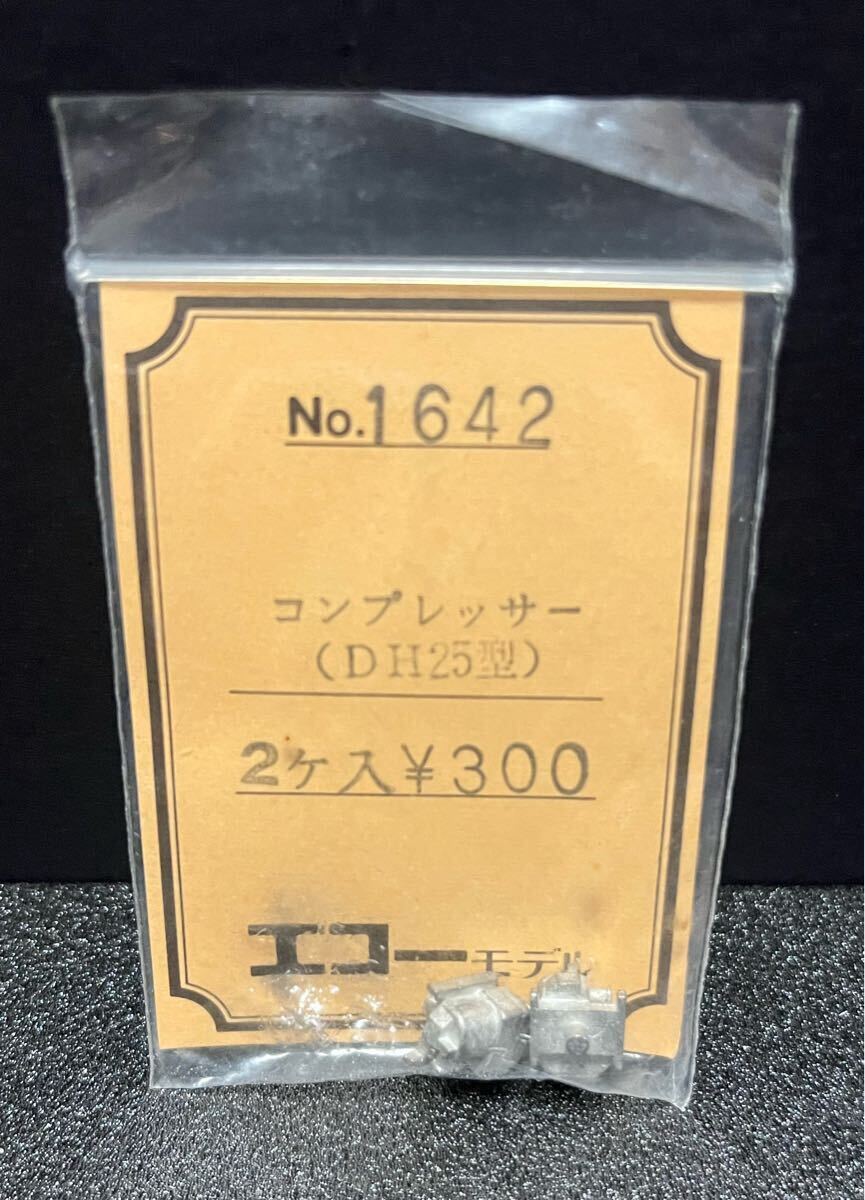 No.1642
コンプレッサー
(DH25型)
2ケ入¥300
エコーモデル